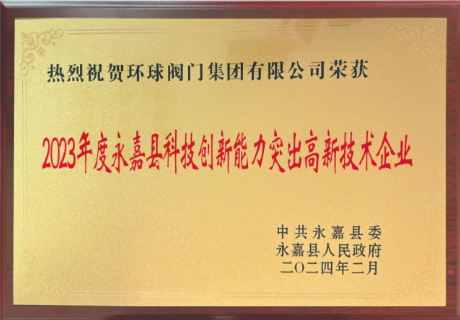 热烈祝贺环球阀门集团有限公司荣获
2023年度永嘉县科技创新能力突出高新技术企业
中共永嘉县委
永嘉县人民政府
二〇二四年二月